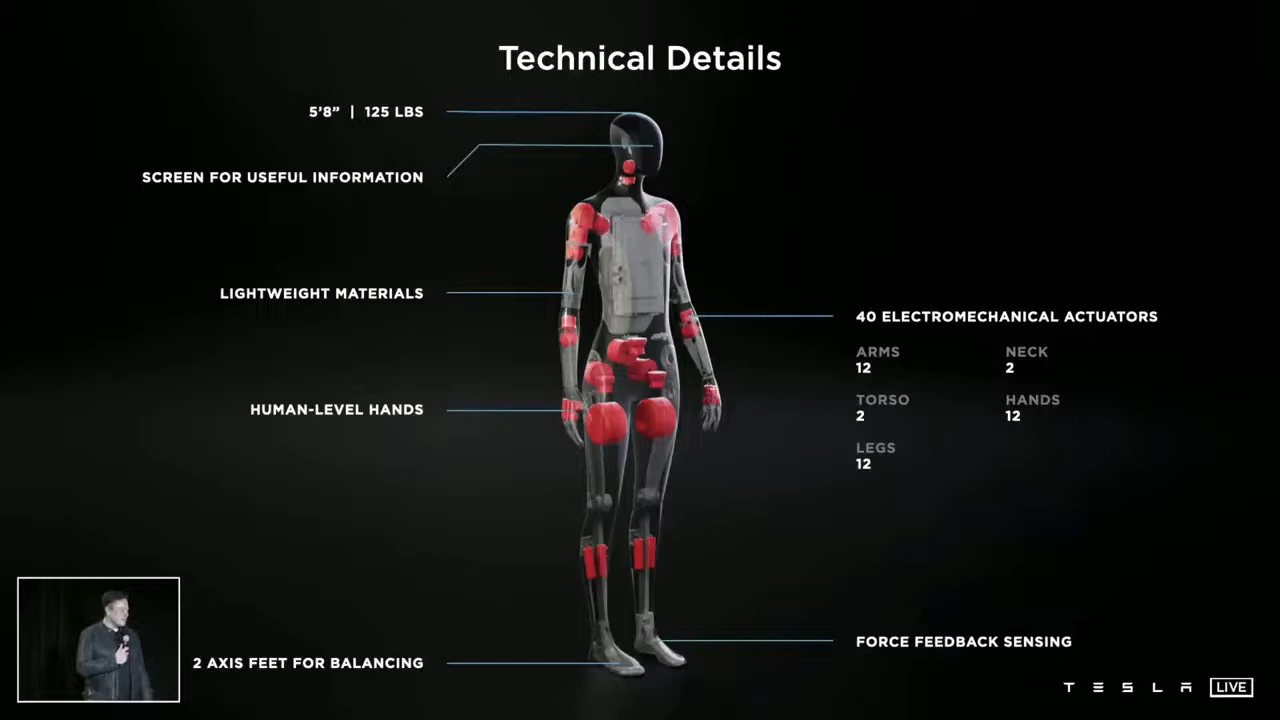 Technical Details
5'8" | 125 LBS
SCREEN FOR USEFUL INFORMATION
LIGHTWEIGHT MATERIALS
HUMAN-LEVEL HANDS
2 AXIS FEET FOR BALANCING
40 ELECTROMECHANICAL ACTUATORS
ARMS
12
NECK
2
TORSO
2
HANDS
12
LEGS
12
FORCE FEEDBACK SENSING
TESLA LIVE